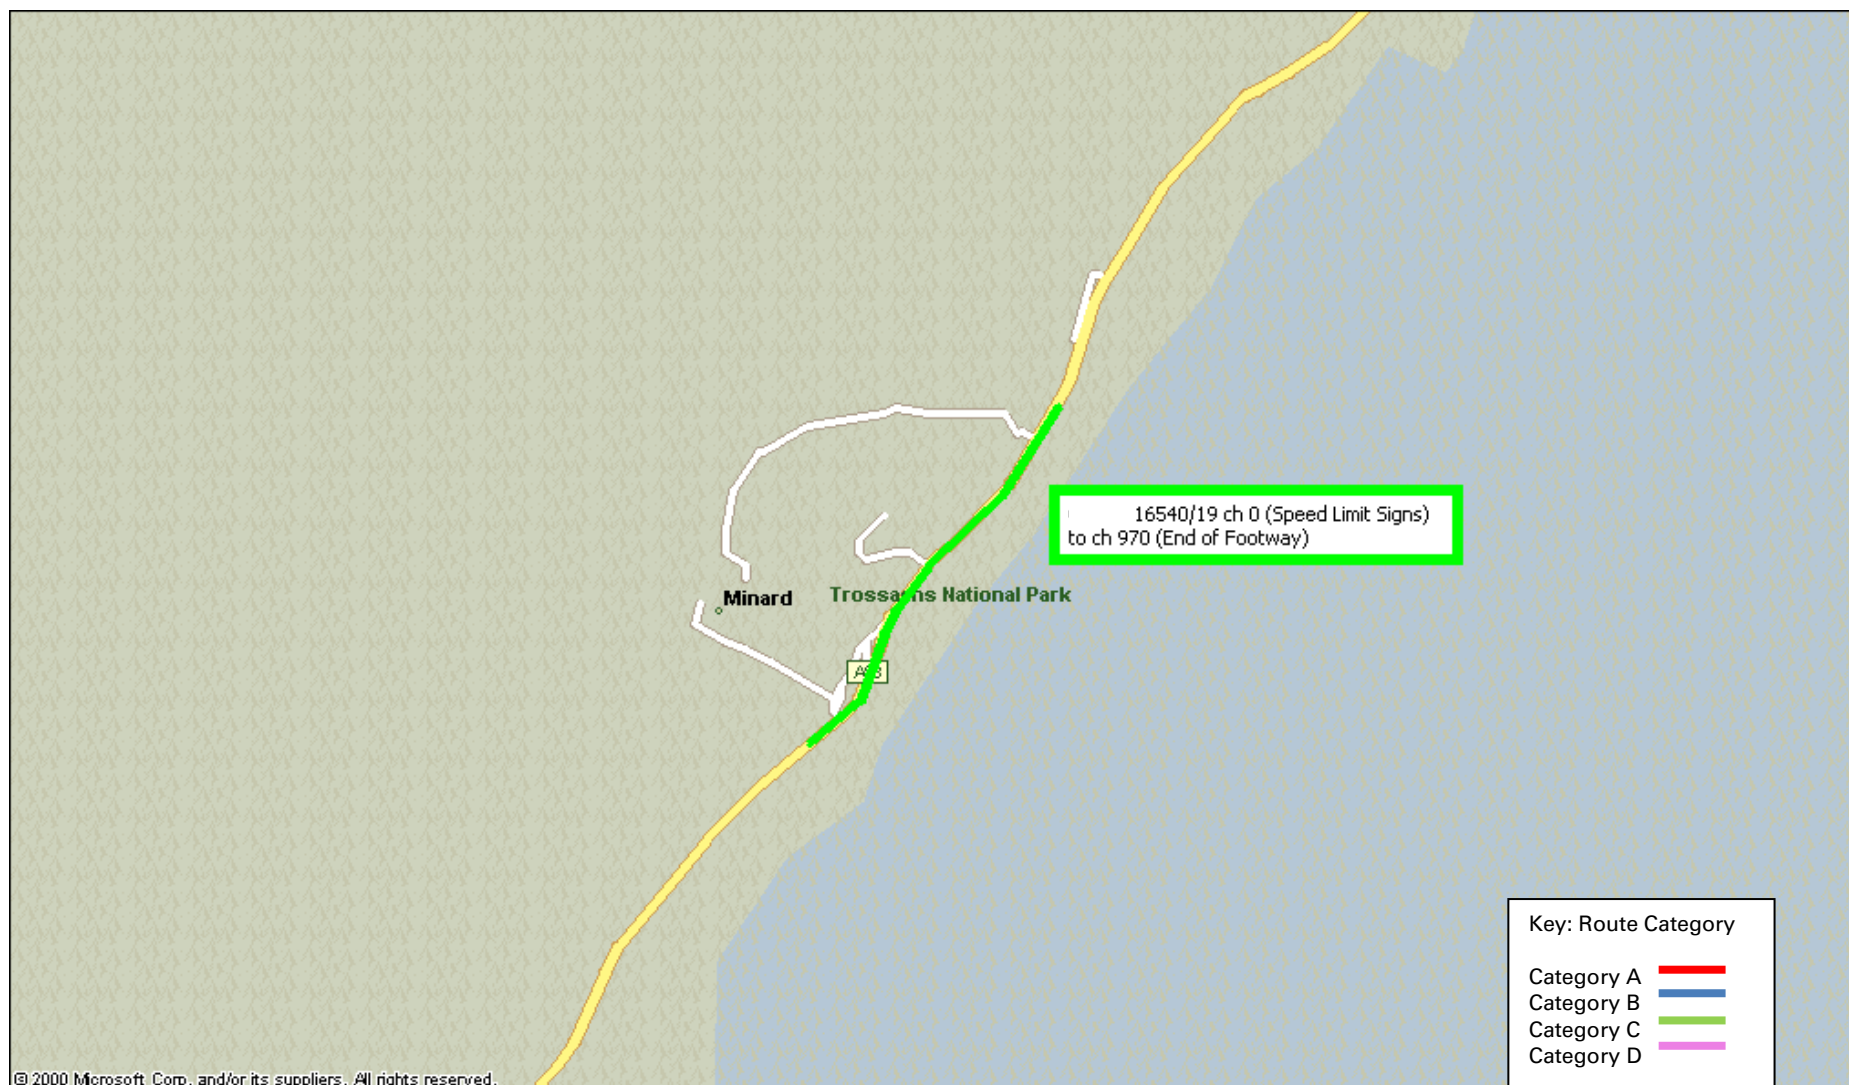 16540/19 ch 0 (Speed Limit Signs)
to ch 970 (End of Footway)
Minard
National Park
Key: Route Category
Category A
Category B
Category C
Category D
© 2000 Microsoft Corp. and/or its suppliers. All rights reserved.